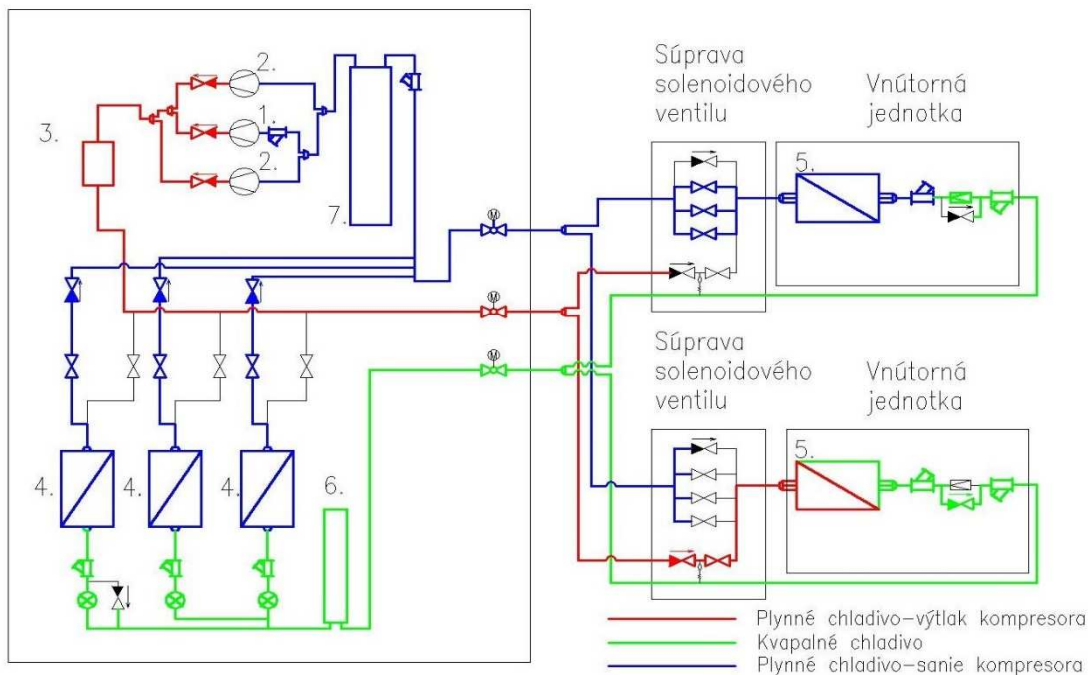 Súprava
solenoidového
ventilu
Vnútorná
jednotka
2.
1.
3.
2.
5.
7.
M
M
M
Súprava
solenoidového
ventilu
Vnútorná
jednotka
4.
4.
4.
6.
5.
Plynné chladivo-výtlak kompresora
Kvapalné chladivo
Plynné chladivo-sanie kompresora